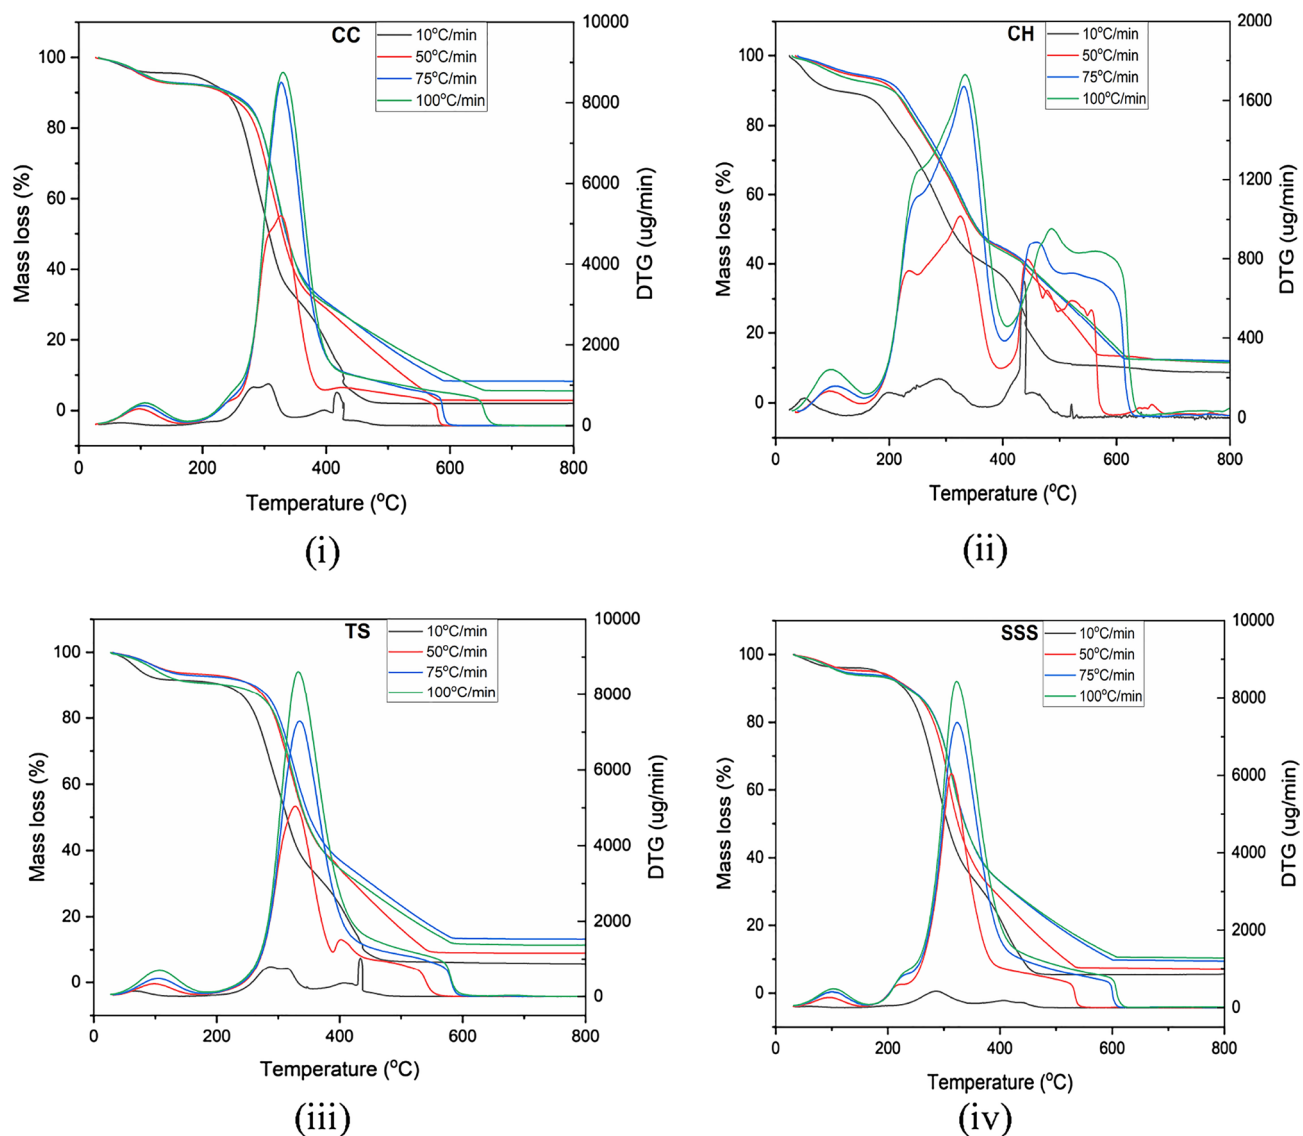 CC
10°C/min
50°C/min
75°C/min
100°C/min
100
80
60
40
20
0
Mass loss (%)
10000
8000
6000
4000
2000
0
DTG (ug/min)
0 200 400 600 800
Temperature (°C)
(i)
CH
10°C/min
50°C/min
75°C/min
100°C/min
100
80
60
40
20
0
Mass loss (%)
2000
1600
1200
800
400
0
DTG (ug/min)
0 200 400 600 800
Temperature (°C)
(ii)
TS
10°C/min
50°C/min
75°C/min
100°C/min
100
80
60
40
20
0
Mass loss (%)
10000
8000
6000
4000
2000
0
DTG (ug/min)
0 200 400 600 800
Temperature (°C)
(iii)
SSS
10°C/min
50°C/min
75°C/min
100°C/min
100
80
60
40
20
0
Mass loss (%)
10000
8000
6000
4000
2000
0
DTG (ug/min)
0 200 400 600 800
Temperature (°C)
(iv)